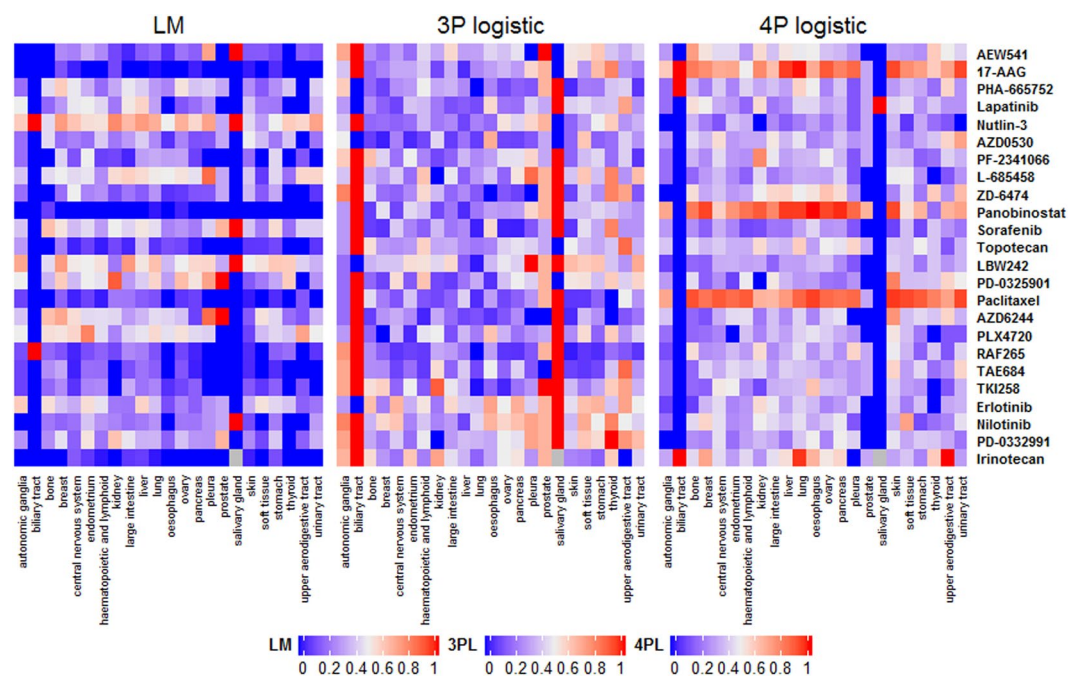 LM 3P logistic 4P logistic
AEW541
17-AAG
PHA-665752
Lapatinib
Nutlin-3
AZD0530
PF-2341066
L-685458
ZD-6474
Panobinostat
Sorafenib
Topotecan
LBW242
PD-0325901
Paclitaxel
AZD6244
PLX4720
RAF265
TAE684
TKI258
Erlotinib
Nilotinib
PD-0332991
Irinotecan
autonomic ganglia
biliary tract
bone
breast
central nervous system
endometrium
haematopoietic and lymphoid
kidney
large intestine
liver
lung
oesophagus
ovary
pancreas
pleura
prostate
salivary gland
skin
soft tissue
stomach
thyroid
upper aerodigestive tract
urinary tract
autonomic ganglia
biliary tract
bone
breast
central nervous system
endometrium
haematopoietic and lymphoid
kidney
large intestine
liver
lung
oesophagus
ovary
pancreas
pleura
prostate
salivary gland
skin
soft tissue
stomach
thyroid
upper aerodigestive tract
urinary tract
autonomic ganglia
biliary tract
bone
breast
central nervous system
endometrium
haematopoietic and lymphoid
kidney
large intestine
liver
lung
oesophagus
ovary
pancreas
pleura
prostate
salivary gland
skin
soft tissue
stomach
thyroid
upper aerodigestive tract
urinary tract
LM 3PL 4PL
0 0.2 0.4 0.6 0.8 1 0 0.2 0.4 0.6 0.8 1 0 0.2 0.4 0.6 0.8 1